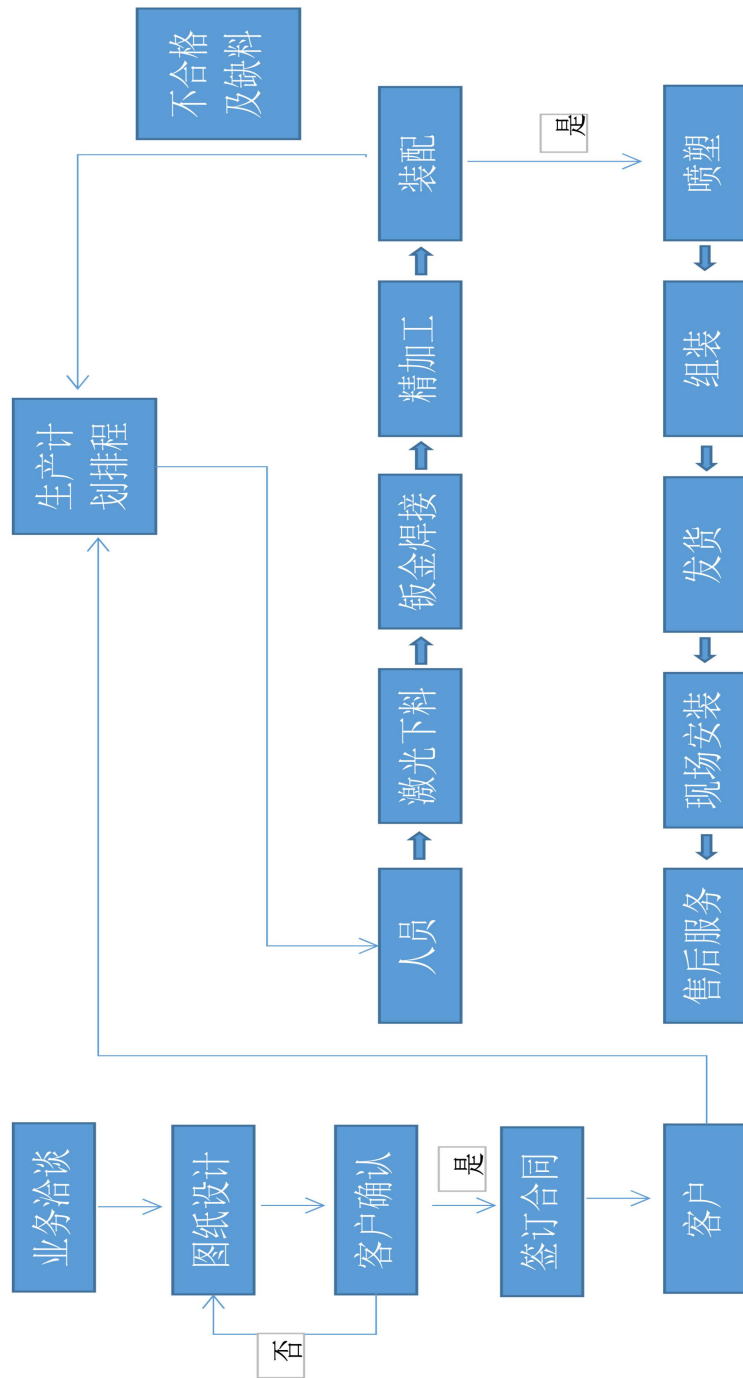 业务洽谈
图纸设计
客户确认
否
是
签订合同
客户
生产计
划排程
人员
激光下料
钣金焊接
精加工
装配
不合格
及缺料
是
喷塑
组装
发货
现场安装
售后服务